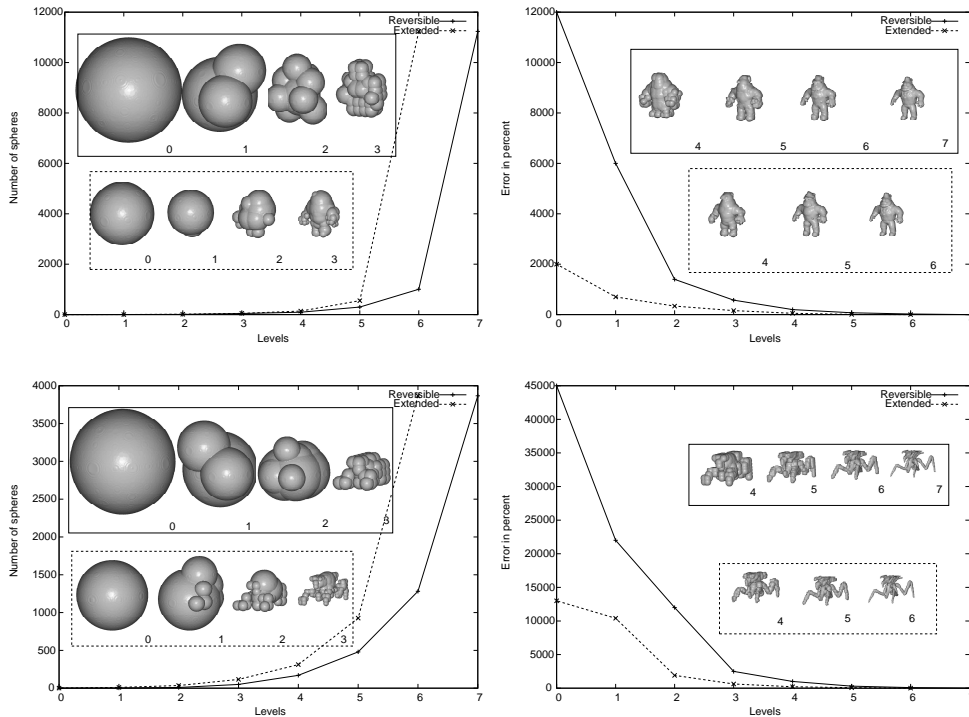 12000
10000
8000
6000
4000
2000
0
Number of spheres
Reversible
Extended
0 1 2 3
0 1 2 3
0 1 2 3 4 5 6 7
Levels
12000
10000
8000
6000
4000
2000
0
Error in percent
Reversible
Extended
4 5 6 7
4 5 6
0 1 2 3 4 5 6
Levels
4000
3500
3000
2500
2000
1500
1000
500
0
Number of spheres
Reversible
Extended
0 1 2 3
0 1 2 3
0 1 2 3 4 5 6 7
Levels
45000
40000
35000
30000
25000
20000
15000
10000
5000
0
Error in percent
Reversible
Extended
4 5 6 7
4 5 6
0 1 2 3 4 5 6
Levels